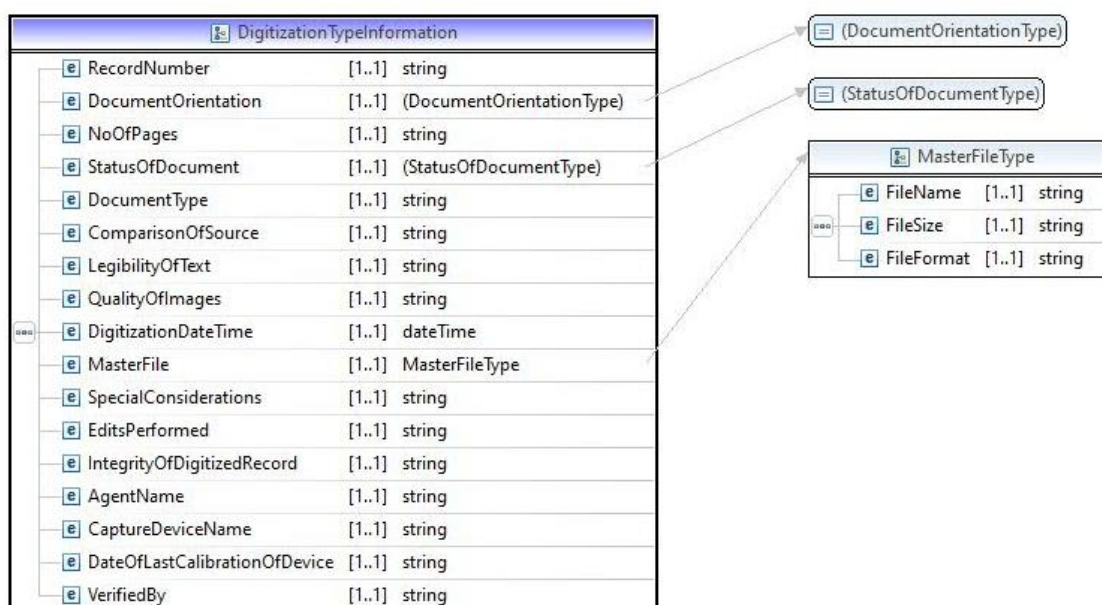 DigitizationTypeInformation
RecordNumber [1..1] string
DocumentOrientation [1..1] (DocumentOrientationType)
NoOfPages [1..1] string
StatusOfDocument [1..1] (StatusOfDocumentType)
DocumentType [1..1] string
ComparisonOfSource [1..1] string
LegibilityOfText [1..1] string
QualityOfImages [1..1] string
DigitizationDateTime [1..1] dateTime
MasterFile [1..1] MasterFileType
SpecialConsiderations [1..1] string
EditsPerformed [1..1] string
IntegrityOfDigitizedRecord [1..1] string
AgentName [1..1] string
CaptureDeviceName [1..1] string
DateOfLastCalibrationOfDevice [1..1] string
VerifiedBy [1..1] string
(DocumentOrientationType)
(StatusOfDocumentType)
MasterFileType
FileName [1..1] string
FileSize [1..1] string
FileFormat [1..1] string